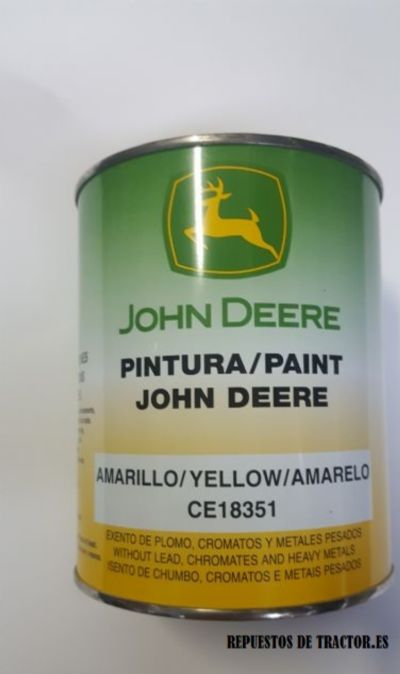 JOHN DEERE
PINTURA/PAINT
JOHN DEERE
AMARILLO/YELLOW/AMARELO
CE18351
EXENTO DE PLOMO, CROMATOS Y METALES PESADOS
WITHOUT LEAD, CHROMATES AND HEAVY METALS
ISENTO DE CHUMBO, CROMATOS E METAIS PESADOS
REPUESTOS DE TRACTOR.ES